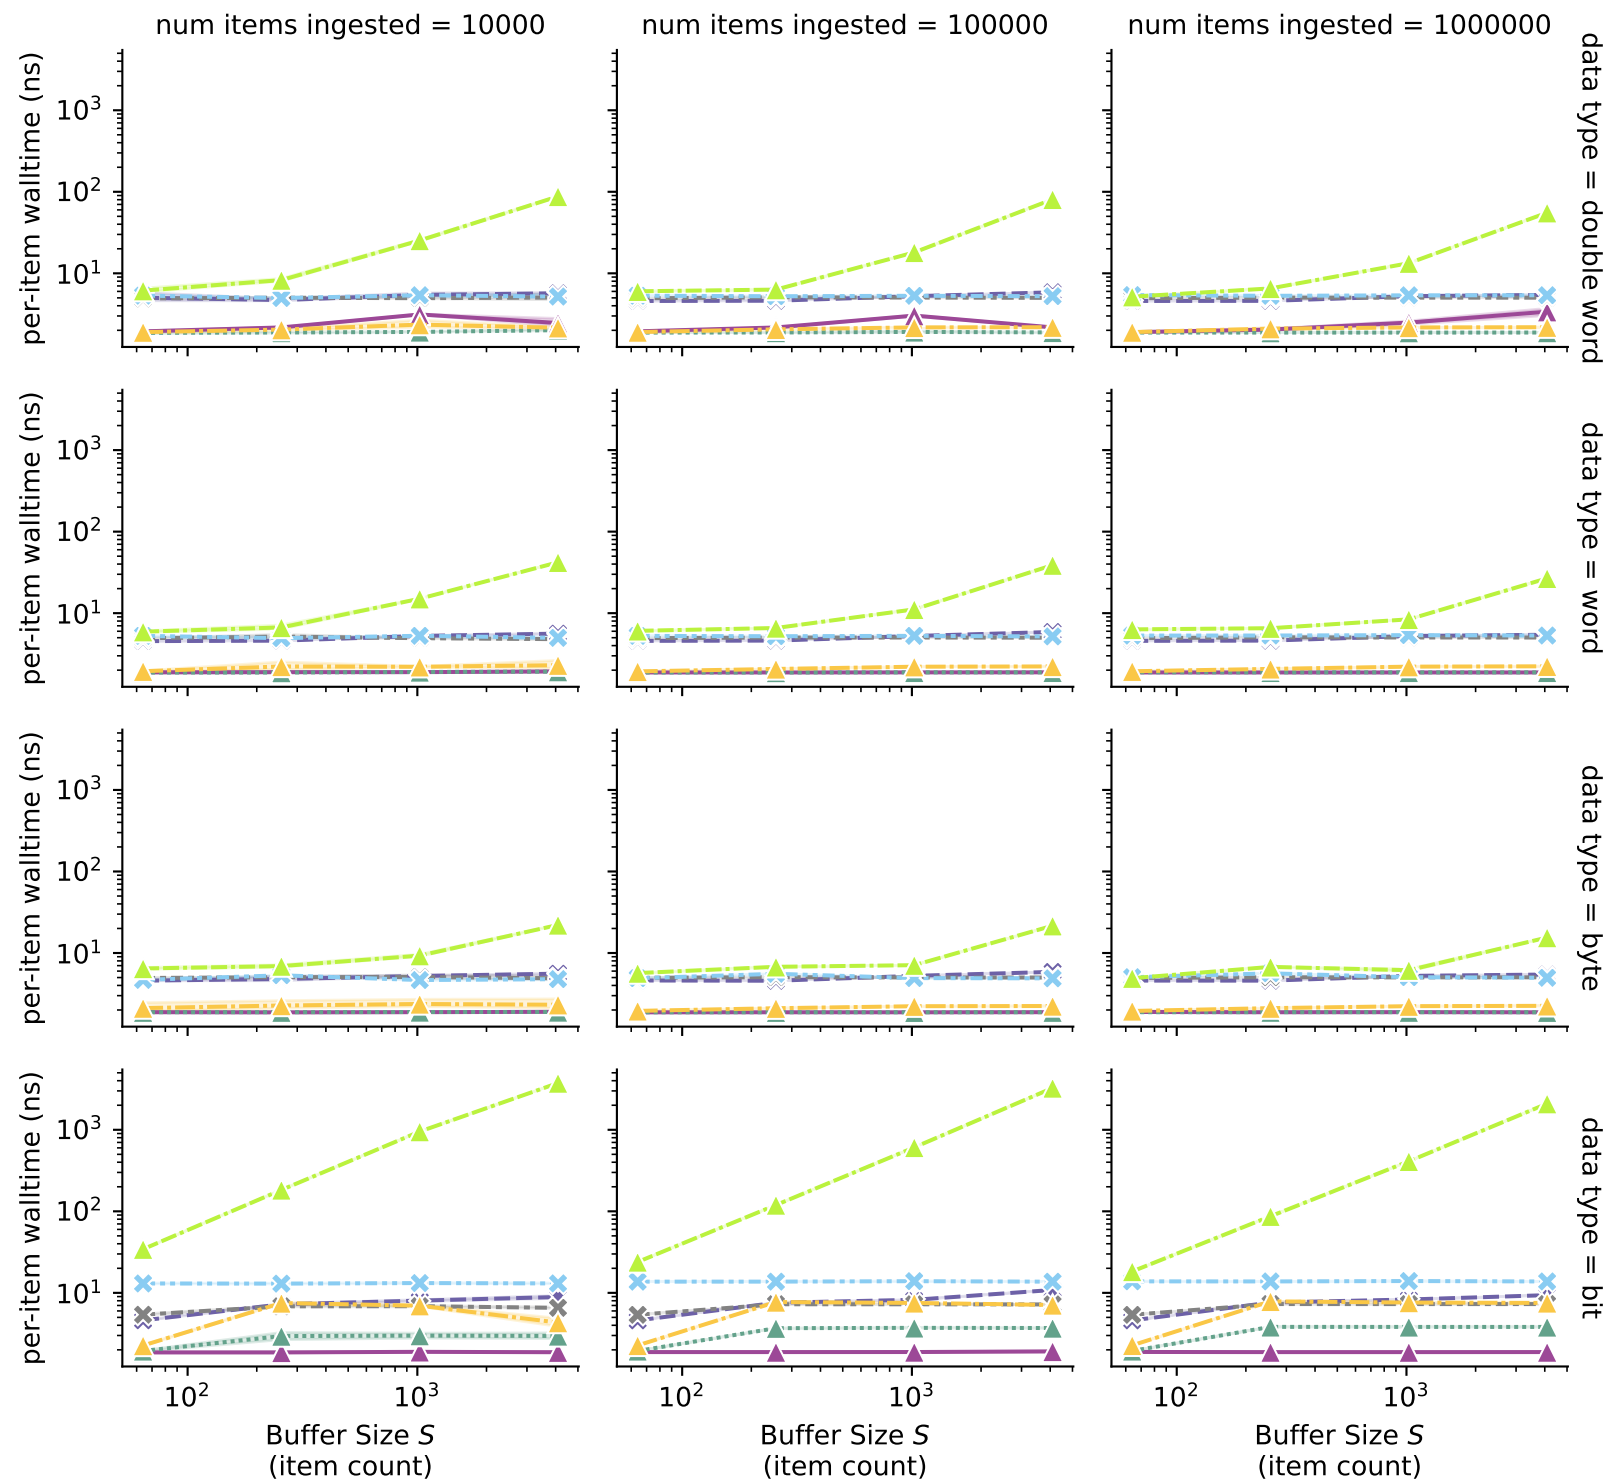 num items ingested = 10000
num items ingested = 100000
num items ingested = 1000000
per-item walltime (ns)
10³
10²
10¹
data type = double word
per-item walltime (ns)
10³
10²
10¹
data type = word
per-item walltime (ns)
10³
10²
10¹
data type = byte
per-item walltime (ns)
10³
10²
10¹
data type = bit
10²
10³
10²
10³
10²
10³
Buffer Size S
(item count)
Buffer Size S
(item count)
Buffer Size S
(item count)